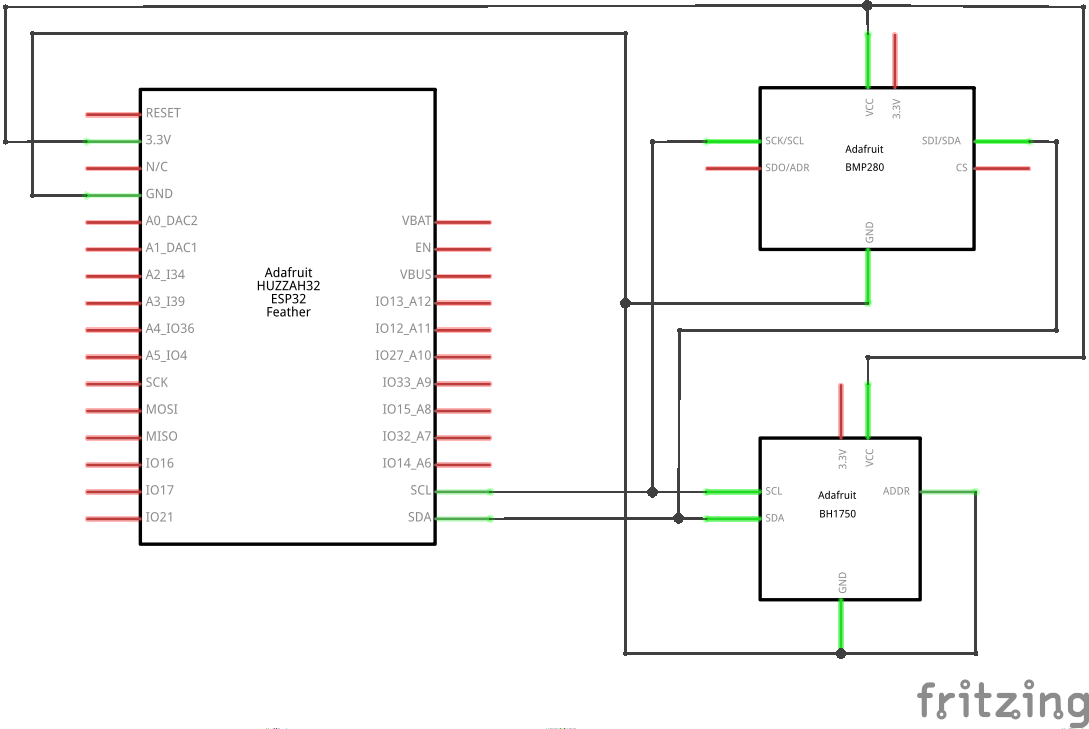 RESET
3.3V
N/C
GND
A0_DAC2
A1_DAC1
A2_I34
A3_I39
A4_IO36
A5_IO4
SCK
MOSI
MISO
IO16
IO17
IO21
Adafruit
HUZZAH32
ESP32
Feather
VBAT
EN
VBUS
IO13_A12
IO12_A11
IO27_A10
IO33_A9
IO15_A8
IO32_A7
IO14_A6
SCL
SDA
VCC
3.3V
SCK/SCL
SDO/ADR
Adafruit
BMP280
SDI/SDA
CS
GND
3.3V
VCC
SCL
SDA
Adafruit
BH1750
ADDR
GND
fritzing